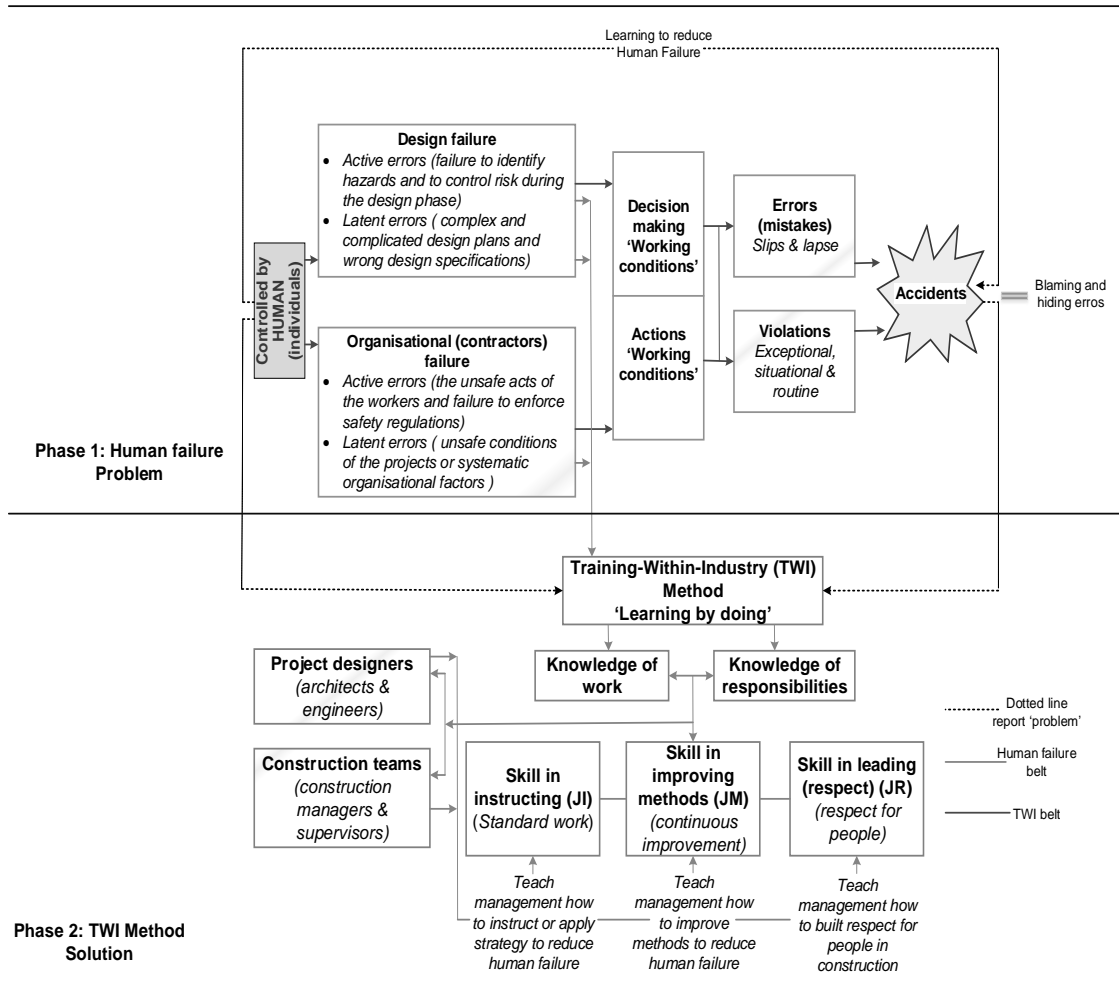 Learning to reduce
Human Failure
Design failure
• Active errors (failure to identify
hazards and to control risk during
the design phase)
• Latent errors ( complex and
complicated design plans and
wrong design specifications)
Controlled by
HUMAN
(individuals)
Organisational (contractors)
failure
• Active errors (the unsafe acts of
the workers and failure to enforce
safety regulations)
• Latent errors ( unsafe conditions
of the projects or systematic
organisational factors )
Decision
making
‘Working
conditions’
Actions
‘Working
conditions’
Errors
(mistakes)
Slips & lapse
Violations
Exceptional,
situational &
routine
Accidents
Blaming and
hiding erros
Phase 1: Human failure
Problem
Training-Within-Industry (TWI)
Method
‘Learning by doing’
Knowledge of
work
Knowledge of
responsibilities
Project designers
(architects &
engineers)
Construction teams
(construction
managers &
supervisors)
Skill in
instructing (JI)
(Standard work)
Skill in
improving
methods (JM)
(continuous
improvement)
Skill in leading
(respect) (JR)
(respect for
people)
Dotted line
report ‘problem’
Human failure
belt
TWI belt
Teach
management how
to instruct or apply
strategy to reduce
human failure
Teach
management how
to improve
methods to reduce
human failure
Teach
management how
to built respect for
people in
construction
Phase 2: TWI Method
Solution